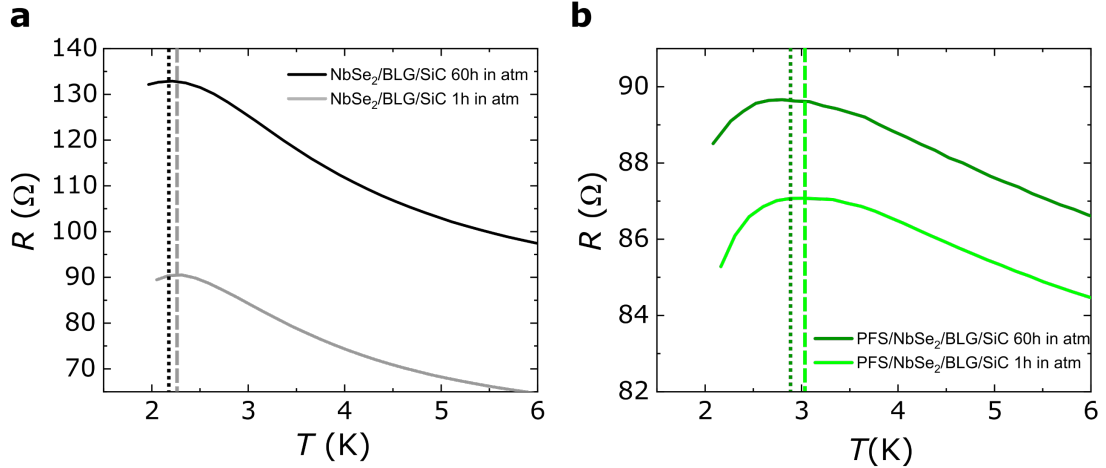 a
140
130
120
110
100
90
80
70
R (Ω)
NbSe₂/BLG/SiC 60h in atm
NbSe₂/BLG/SiC 1h in atm
2 3 4 5 6
T (K)
b
90
88
86
84
82
R (Ω)
PFS/NbSe₂/BLG/SiC 60h in atm
PFS/NbSe₂/BLG/SiC 1h in atm
2 3 4 5 6
T(K)